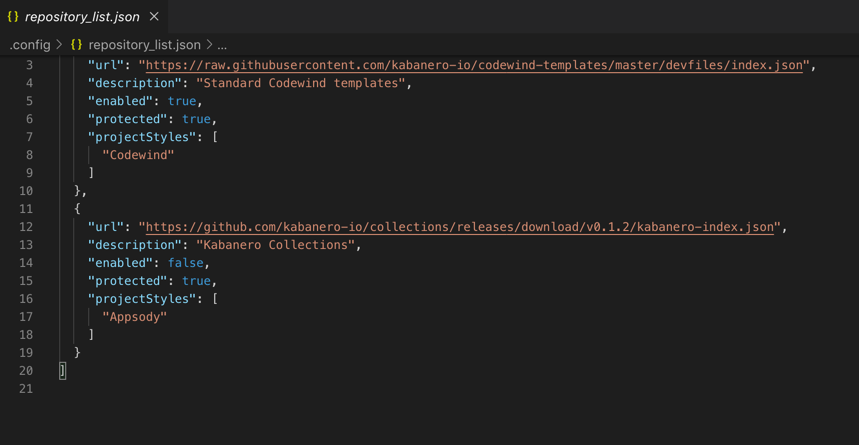 {} repository_list.json ×
.config > {} repository_list.json > ...
3 "url": "https://raw.githubusercontent.com/kabanero-io/codewind-templates/master/devfiles/index.json",
4 "description": "Standard Codewind templates",
5 "enabled": true,
6 "protected": true,
7 "projectStyles": [
8 "Codewind"
9 ]
10 },
11 {
12 "url": "https://github.com/kabanero-io/collections/releases/download/v0.1.2/kabanero-index.json",
13 "description": "Kabanero Collections",
14 "enabled": false,
15 "protected": true,
16 "projectStyles": [
17 "Appsody"
18 ]
19 }
20 ]
21